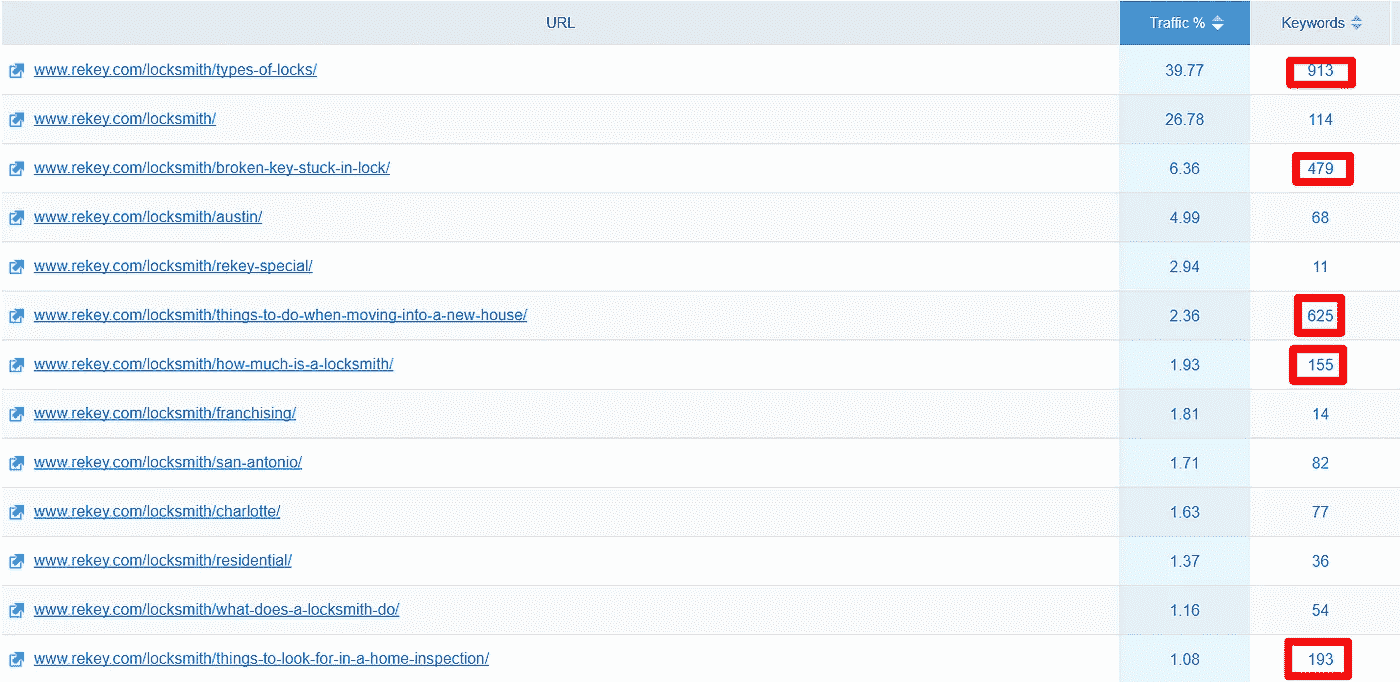 URL Traffic % Keywords
www.rekey.com/locksmith/types-of-locks/ 39.77 913
www.rekey.com/locksmith/ 26.78 114
www.rekey.com/locksmith/broken-key-stuck-in-lock/ 6.36 479
www.rekey.com/locksmith/austin/ 4.99 68
www.rekey.com/locksmith/rekey-special/ 2.94 11
www.rekey.com/locksmith/things-to-do-when-moving-into-a-new-house/ 2.36 625
www.rekey.com/locksmith/how-much-is-a-locksmith/ 1.93 155
www.rekey.com/locksmith/franchising/ 1.81 14
www.rekey.com/locksmith/san-antonio/ 1.71 82
www.rekey.com/locksmith/charlotte/ 1.63 77
www.rekey.com/locksmith/residential/ 1.37 36
www.rekey.com/locksmith/what-does-a-locksmith-do/ 1.16 54
www.rekey.com/locksmith/things-to-look-for-in-a-home-inspection/ 1.08 193